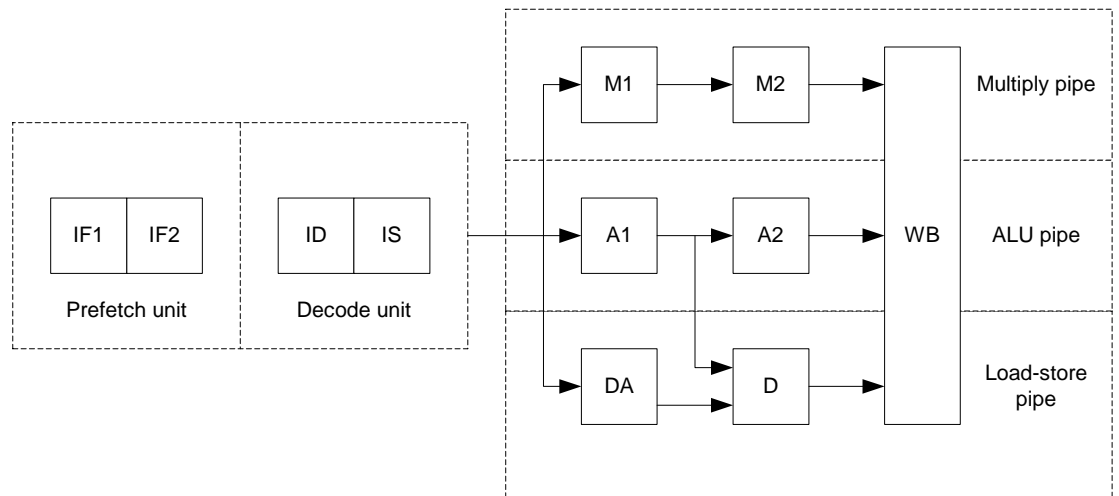 M1
M2
Multiply pipe
IF1
IF2
ID
IS
A1
A2
WB
ALU pipe
Prefetch unit
Decode unit
DA
D
Load-store
pipe